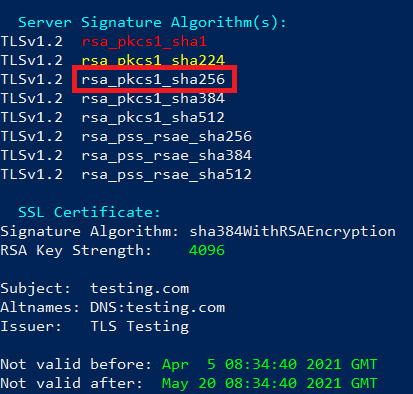 Server Signature Algorithm(s):
TLSv1.2 rsa_pkcs1_sha1
TLSv1.2 rsa_pkcs1_sha224
TLSv1.2 rsa_pkcs1_sha256
TLSv1.2 rsa_pkcs1_sha384
TLSv1.2 rsa_pkcs1_sha512
TLSv1.2 rsa_pss_rsae_sha256
TLSv1.2 rsa_pss_rsae_sha384
TLSv1.2 rsa_pss_rsae_sha512
SSL Certificate:
Signature Algorithm: sha384WithRSAEncryption
RSA Key Strength: 4096
Subject: testing.com
Altnames: DNS:testing.com
Issuer: TLS Testing
Not valid before: Apr 5 08:34:40 2021 GMT
Not valid after: May 20 08:34:40 2021 GMT